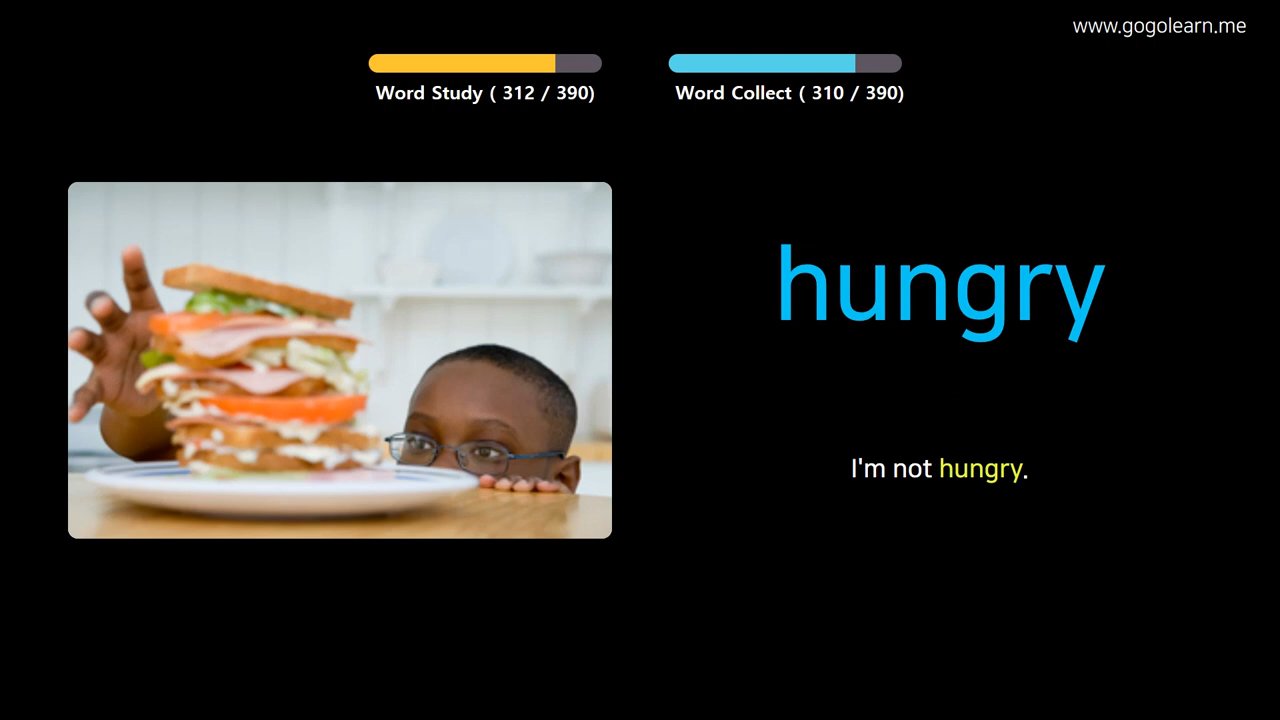 www.gogolearn.me
Word Study ( 312 / 390)
Word Collect ( 310 / 390)
hungry
I'm not hungry.